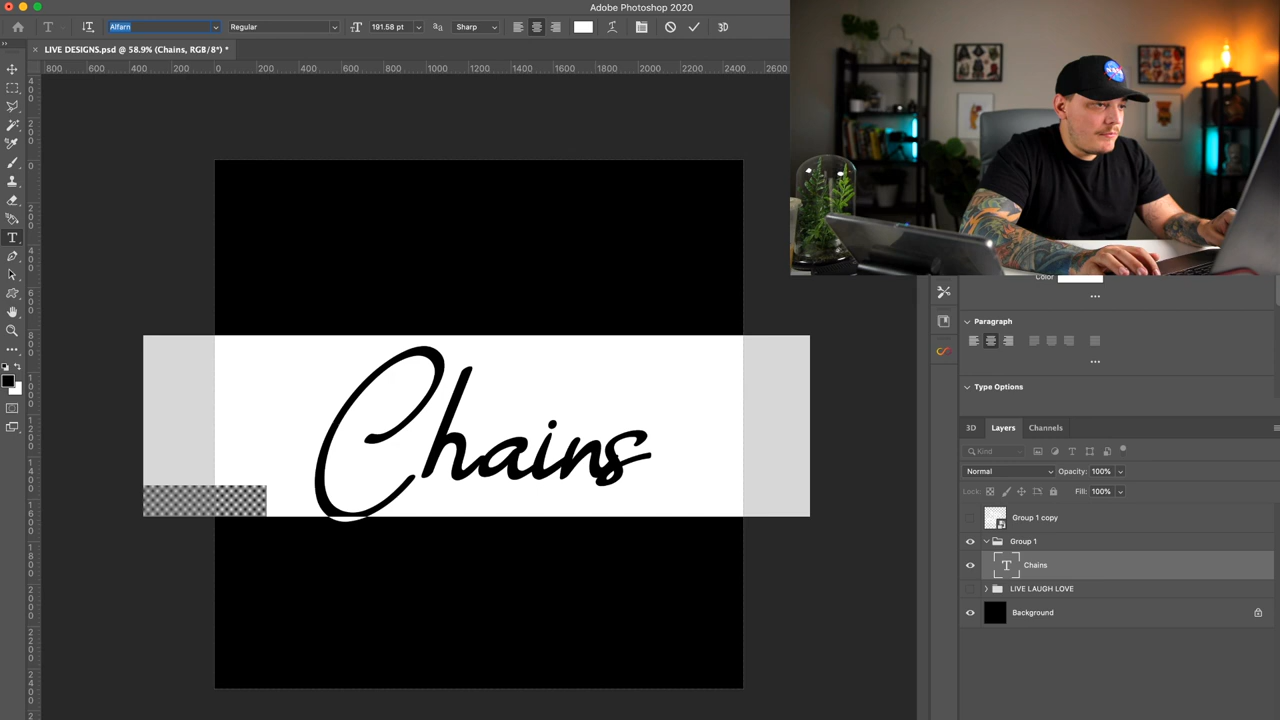 Adobe Photoshop 2020
Alfarn Regular 191.58 pt Sharp 3D
LIVE DESIGNS.psd @ 58.9% (Chains, RGB/8*) *
800 600 400 200 0 200 400 600 800 1000 1200 1400 1600 1800 2000 2200 2400 2600
NASA
Color
Paragraph
Type Options
Chains
3D Layers Channels
Kind
Normal Opacity: 100%
Lock: Fill: 100%
Group 1 copy
Group 1
T Chains
LIVE LAUGH LOVE
Background